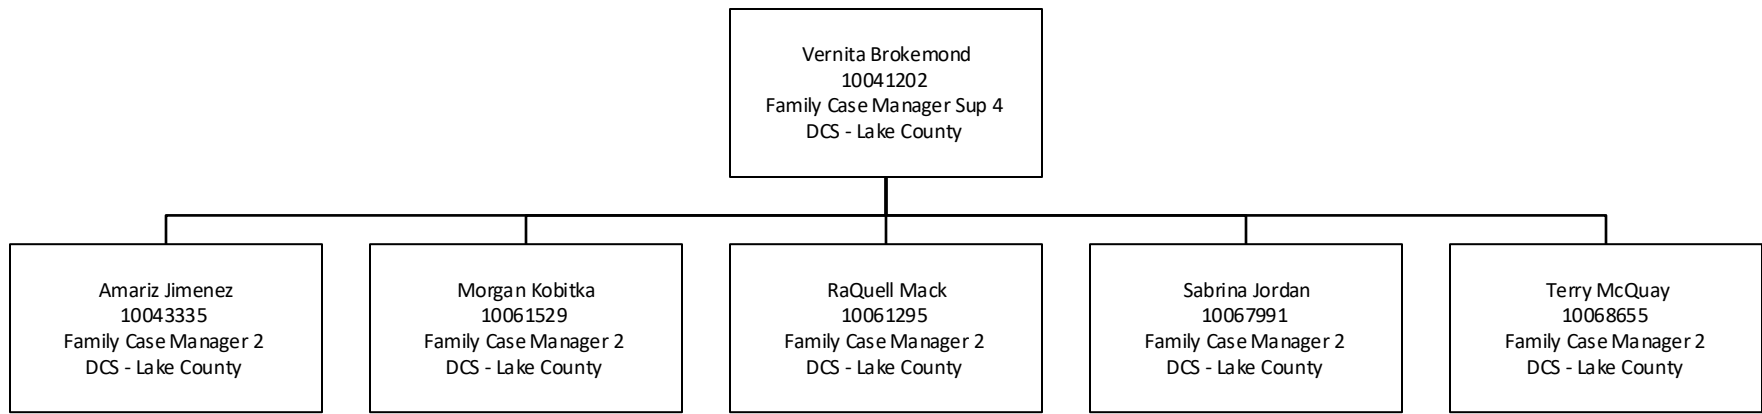 Vernita Brokemond
10041202
Family Case Manager Sup 4
DCS - Lake County
Amariz Jimenez
10043335
Family Case Manager 2
DCS - Lake County
Morgan Kobitka
10061529
Family Case Manager 2
DCS - Lake County
RaQuell Mack
10061295
Family Case Manager 2
DCS - Lake County
Sabrina Jordan
10067991
Family Case Manager 2
DCS - Lake County
Terry McQuay
10068655
Family Case Manager 2
DCS - Lake County